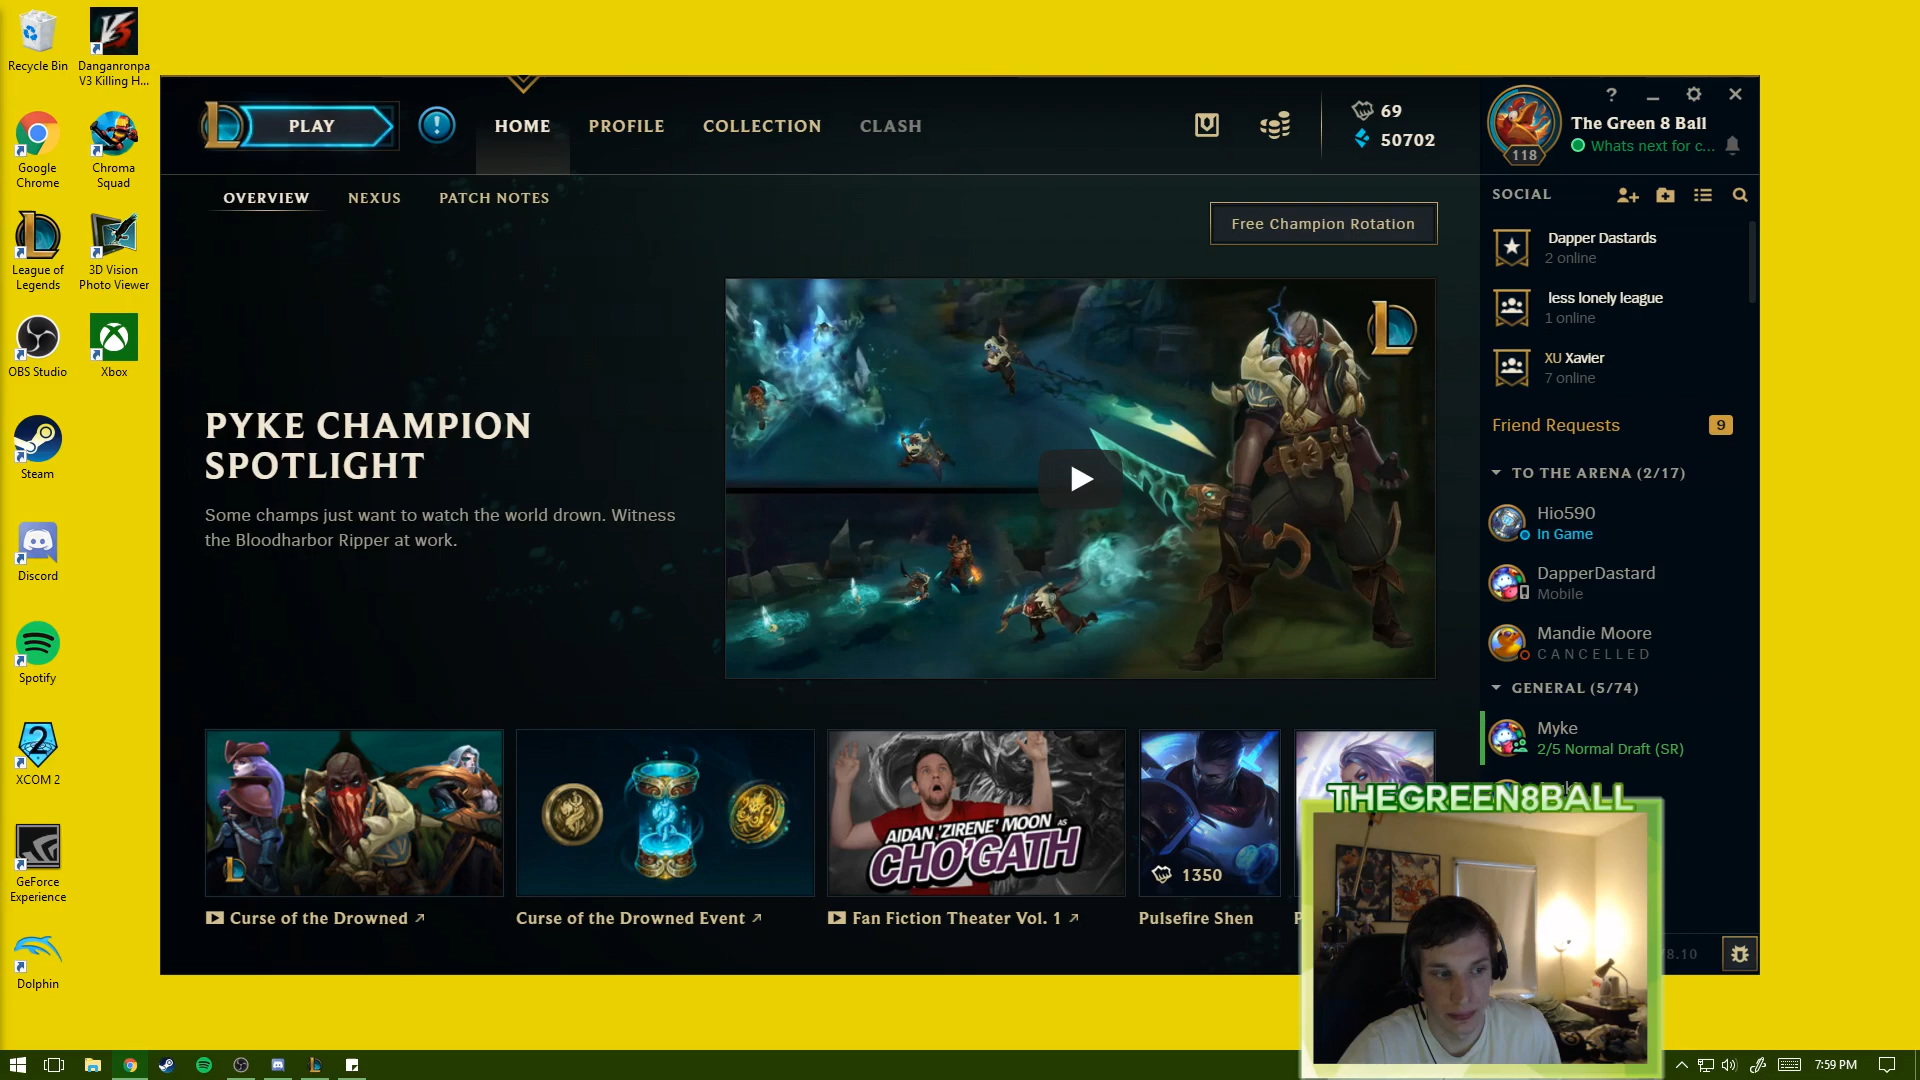 Recycle Bin
Danganronpa
V3 Killing H...
Google
Chrome
Chroma
Squad
League of
Legends
3D Vision
Photo Viewer
OBS Studio
Xbox
Steam
Discord
Spotify
XCOM 2
GeForce
Experience
Dolphin
PLAY
HOME
PROFILE
COLLECTION
CLASH
69
50702
118
The Green 8 Ball
Whats next for c...
OVERVIEW
NEXUS
PATCH NOTES
Free Champion Rotation
PYKE CHAMPION
SPOTLIGHT
Some champs just want to watch the world drown. Witness
the Bloodharbor Ripper at work.
AIDAN 'ZIRENE' MOON AS
CHO'GATH
1350
Curse of the Drowned
Curse of the Drowned Event
Fan Fiction Theater Vol. 1
Pulsefire Shen
SOCIAL
Dapper Dastards
2 online
less lonely league
1 online
XU Xavier
7 online
Friend Requests
9
TO THE ARENA (2/17)
Hio590
In Game
DapperDastard
Mobile
Mandie Moore
CANCELLED
GENERAL (5/74)
Myke
2/5 Normal Draft (SR)
THEGREEN8BALL
8.10
7:59 PM